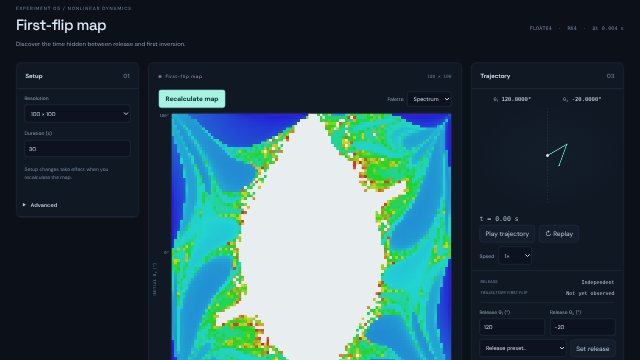 EXPERIMENT 05 / NONLINEAR DYNAMICS
First-flip map
Discover the time hidden between release and first inversion.
FLOAT64 · RK4 · Δt 0.004 s
Setup 01
Resolution
100 × 100
Duration (s)
30
Setup changes take effect when you
recalculate the map.
Advanced
First-flip map
100 × 100
Recalculate map
Palette
Spectrum
180°
0°
Trajectory 03
120.0000°
-20.0000°
t = 0.00 s
Play trajectory
↻ Replay
Speed
1×
RELEASE Independent
TRAJECTORY FIRST FLIP Not yet observed
Release θ₁ (°)
Release θ₂ (°)
120
-20
Release preset…
Set release